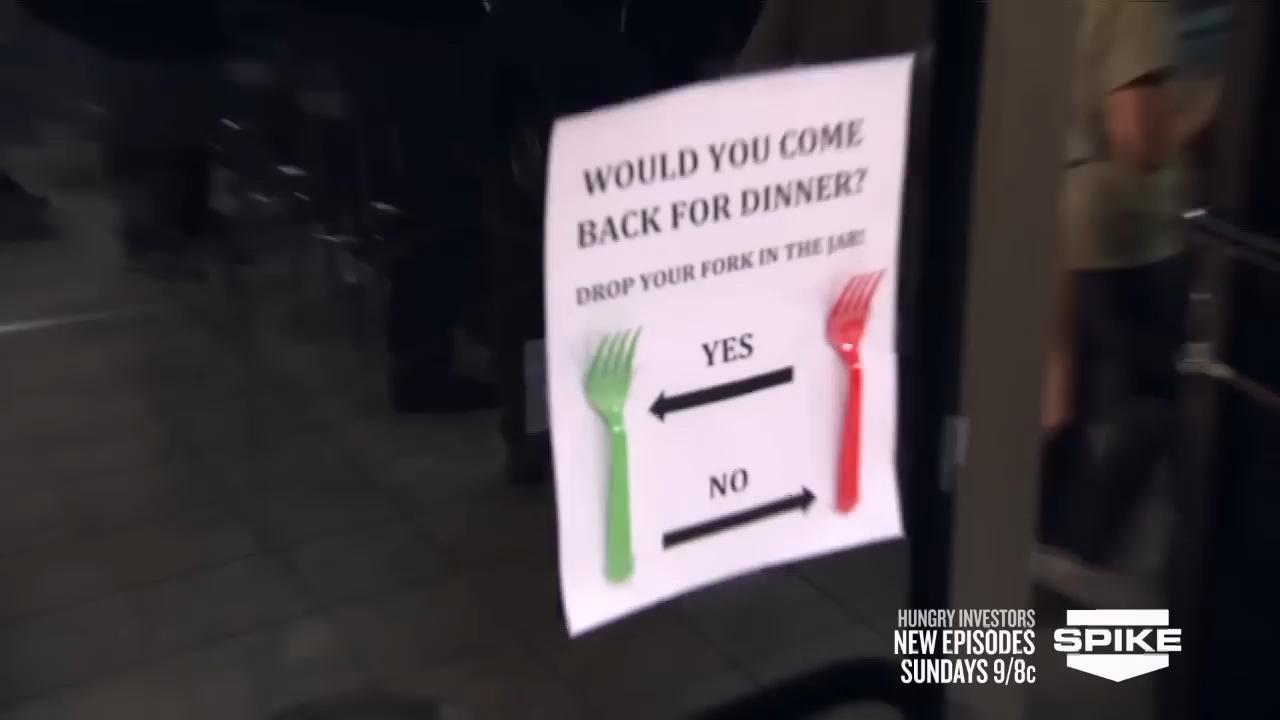 WOULD YOU COME
BACK FOR DINNER?
DROP YOUR FORK IN THE JAR!
YES
NO
HUNGRY INVESTORS
NEW EPISODES
SUNDAYS 9/8c
SPIKE